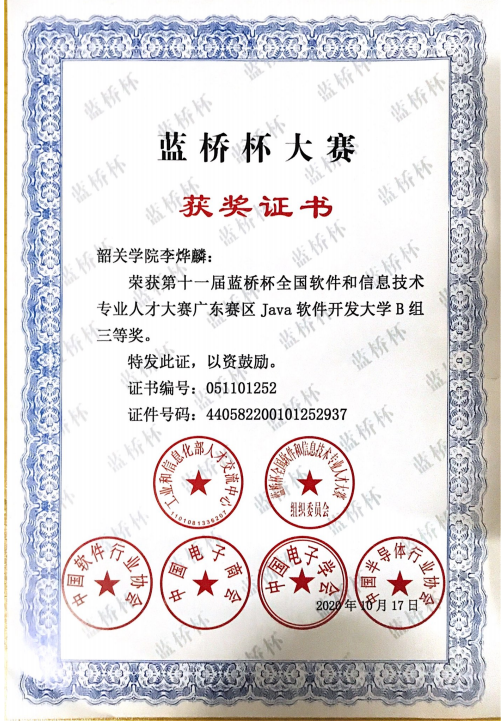 蓝桥杯大赛
获奖证书
韶关学院李烨麟：
荣获第十一届蓝桥杯全国软件和信息技术
专业人才大赛广东赛区 Java 软件开发大学 B 组
三等奖。
特发此证，以资鼓励。
证书编号：051101252
证件号码：440582200101252937
工业和信息化部人才交流中心
蓝桥杯全国软件和信息技术专业人才大赛
组织委员会
中国软件行业协会
中国电子商会
中国电子学会
中国半导体行业协会
2020 年 10 月 17 日
蓝桥杯